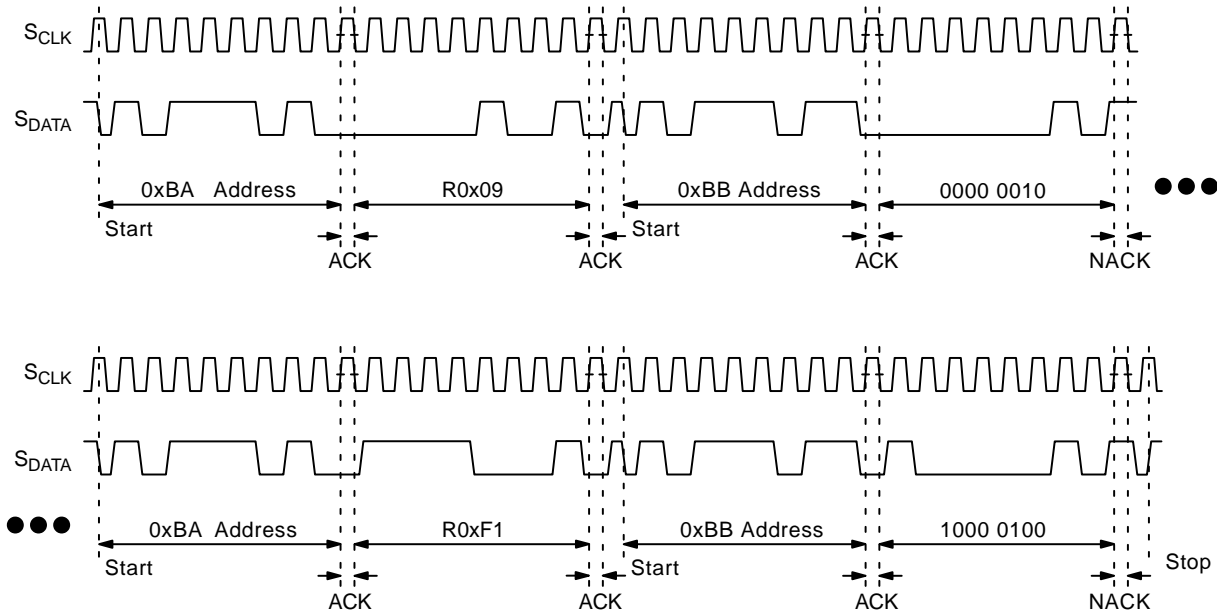 SCLK
SDATA
0xBA Address
R0x09
0xBB Address
0000 0010
Start
Start
ACK
ACK
ACK
NACK
SCLK
SDATA
0xBA Address
R0xF1
0xBB Address
1000 0100
Start
Start
Stop
ACK
ACK
ACK
NACK